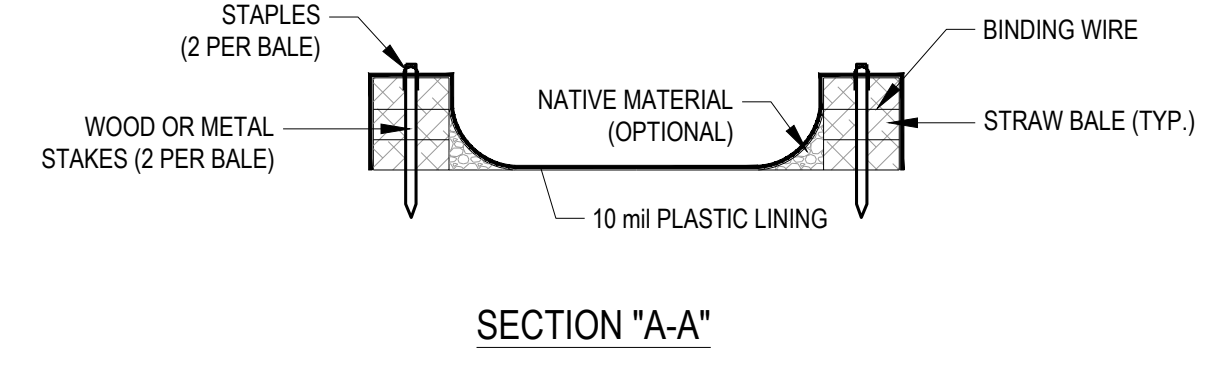 STAPLES
(2 PER BALE)
WOOD OR METAL
STAKES (2 PER BALE)
NATIVE MATERIAL
(OPTIONAL)
10 mil PLASTIC LINING
BINDING WIRE
STRAW BALE (TYP.)
SECTION "A-A"